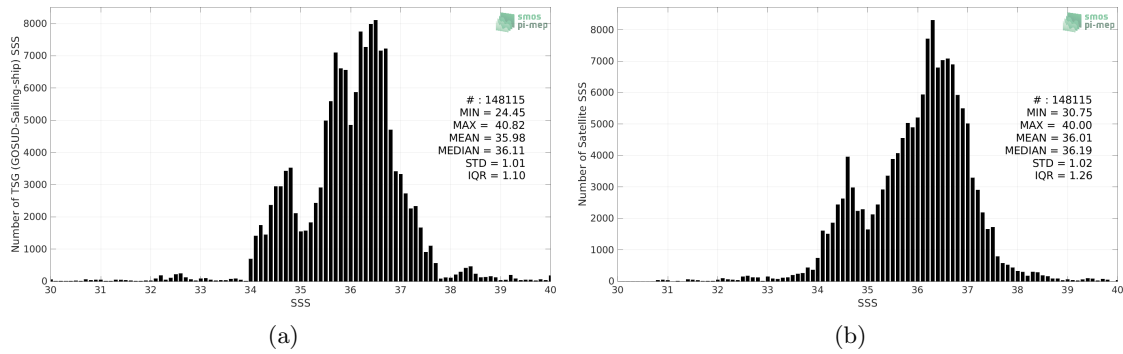 8000
7000
6000
5000
4000
3000
2000
1000
0
Number of TSG (GOSUD-Sailing-ship) SSS
smos
pi-mep
# : 148115
MIN = 24.45
MAX = 40.82
MEAN = 35.98
MEDIAN = 36.11
STD = 1.01
IQR = 1.10
30 31 32 33 34 35 36 37 38 39 40
SSS
(a)
8000
7000
6000
5000
4000
3000
2000
1000
0
Number of Satellite SSS
smos
pi-mep
# : 148115
MIN = 30.75
MAX = 40.00
MEAN = 36.01
MEDIAN = 36.19
STD = 1.02
IQR = 1.26
30 31 32 33 34 35 36 37 38 39 40
SSS
(b)